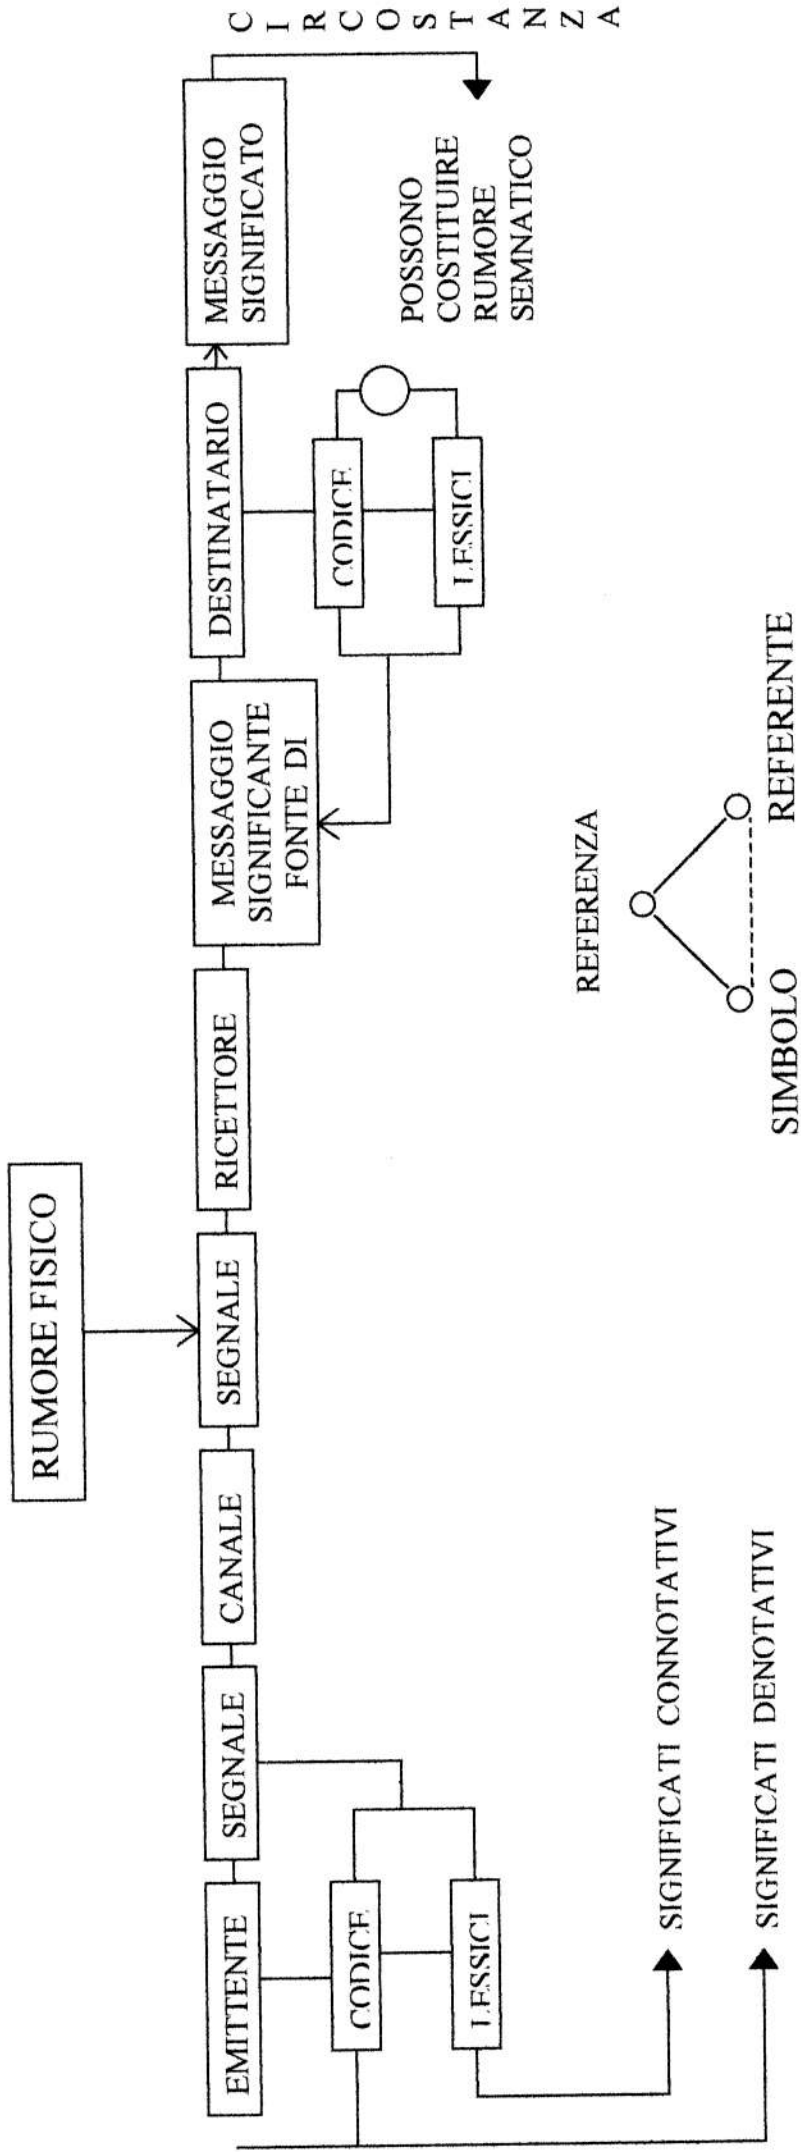 RUMORE FISICO
EMITTENTE
SEGNALE
CANALE
SEGNALE
RICETTORE
MESSAGGIO
SIGNIFICANTE
FONTE DI
DESTINATARIO
MESSAGGIO
SIGNIFICATO
CODICE
LESSICI
CODICE
LESSICI
POSSONO
COSTITUIRE
RUMORE
SEMNATICO
CIRCOSTANZA
SIGNIFICATI CONNOTATIVI
SIGNIFICATI DENOTATIVI
REFERENZA
SIMBOLO
REFERENTE